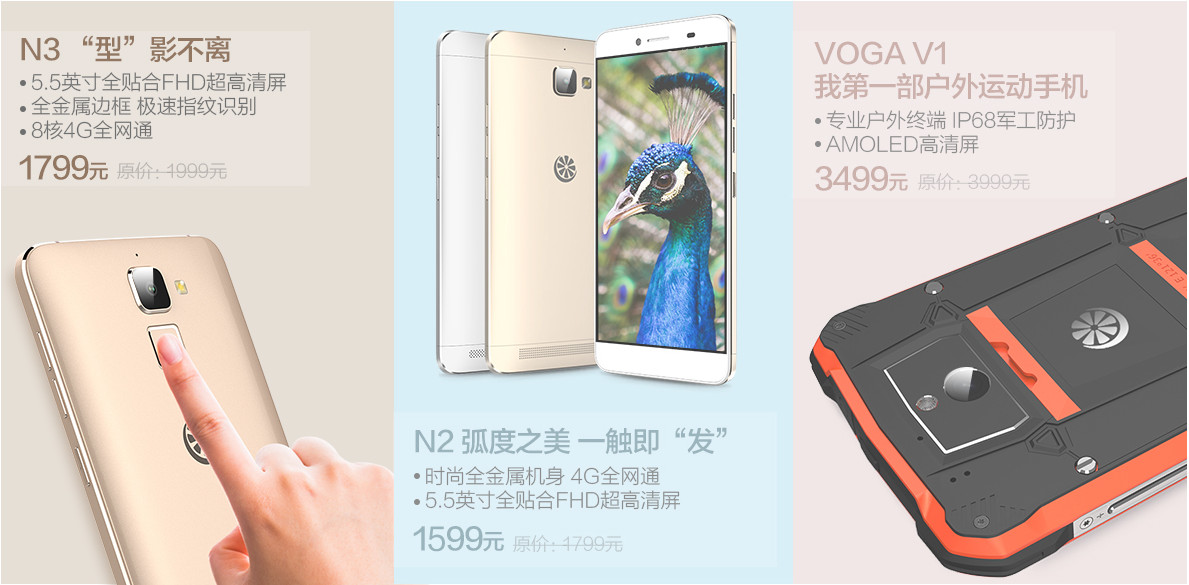 N3 “型”影不离
• 5.5英寸全贴合FHD超高清屏
• 全金属边框 极速指纹识别
• 8核4G全网通
1799元 原价：1999元
N2 弧度之美 一触即“发”
• 时尚全金属机身 4G全网通
• 5.5英寸全贴合FHD超高清屏
1599元 原价：1799元
VOGA V1
我第一部户外运动手机
• 专业户外终端 IP68军工防护
• AMOLED高清屏
3499元 原价：3999元